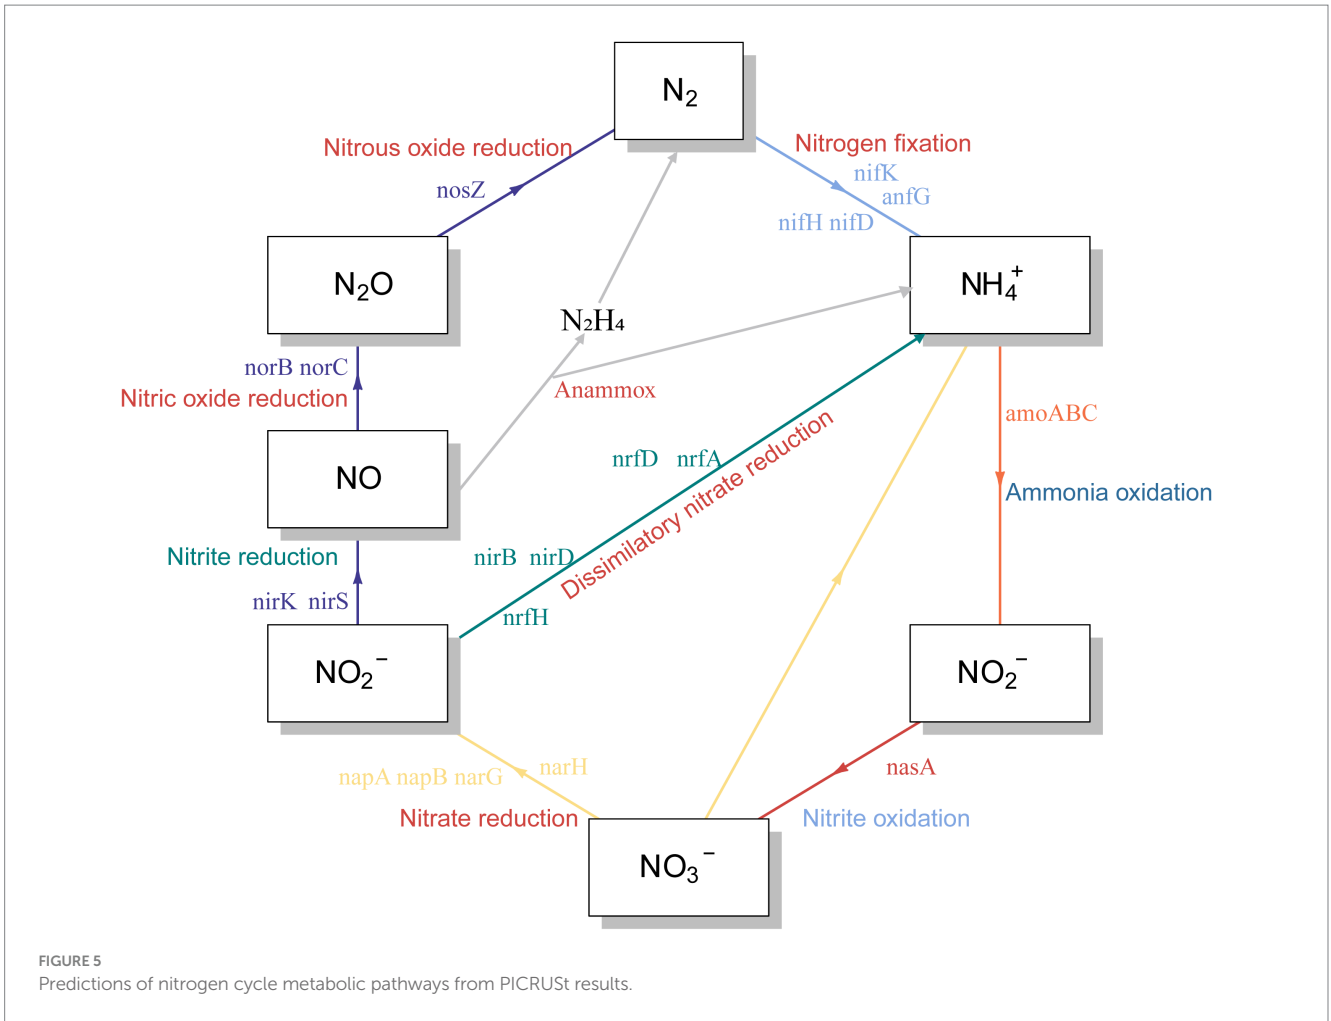 N₂
Nitrous oxide reduction
Nitrogen fixation
nifK
nosZ
anfG
nifH nifD
N₂O
NH₄⁺
N₂H₄
norB norC
Nitric oxide reduction
Anammox
amoABC
nrfD nrfA
NO
Ammonia oxidation
Dissimilatory nitrate reduction
Nitrite reduction
nirB nirD
nirK nirS
nrfH
NO₂⁻
NO₂⁻
napA napB narG
narH
nasA
Nitrate reduction
Nitrite oxidation
NO₃⁻
FIGURE 5
Predictions of nitrogen cycle metabolic pathways from PICRUSt results.